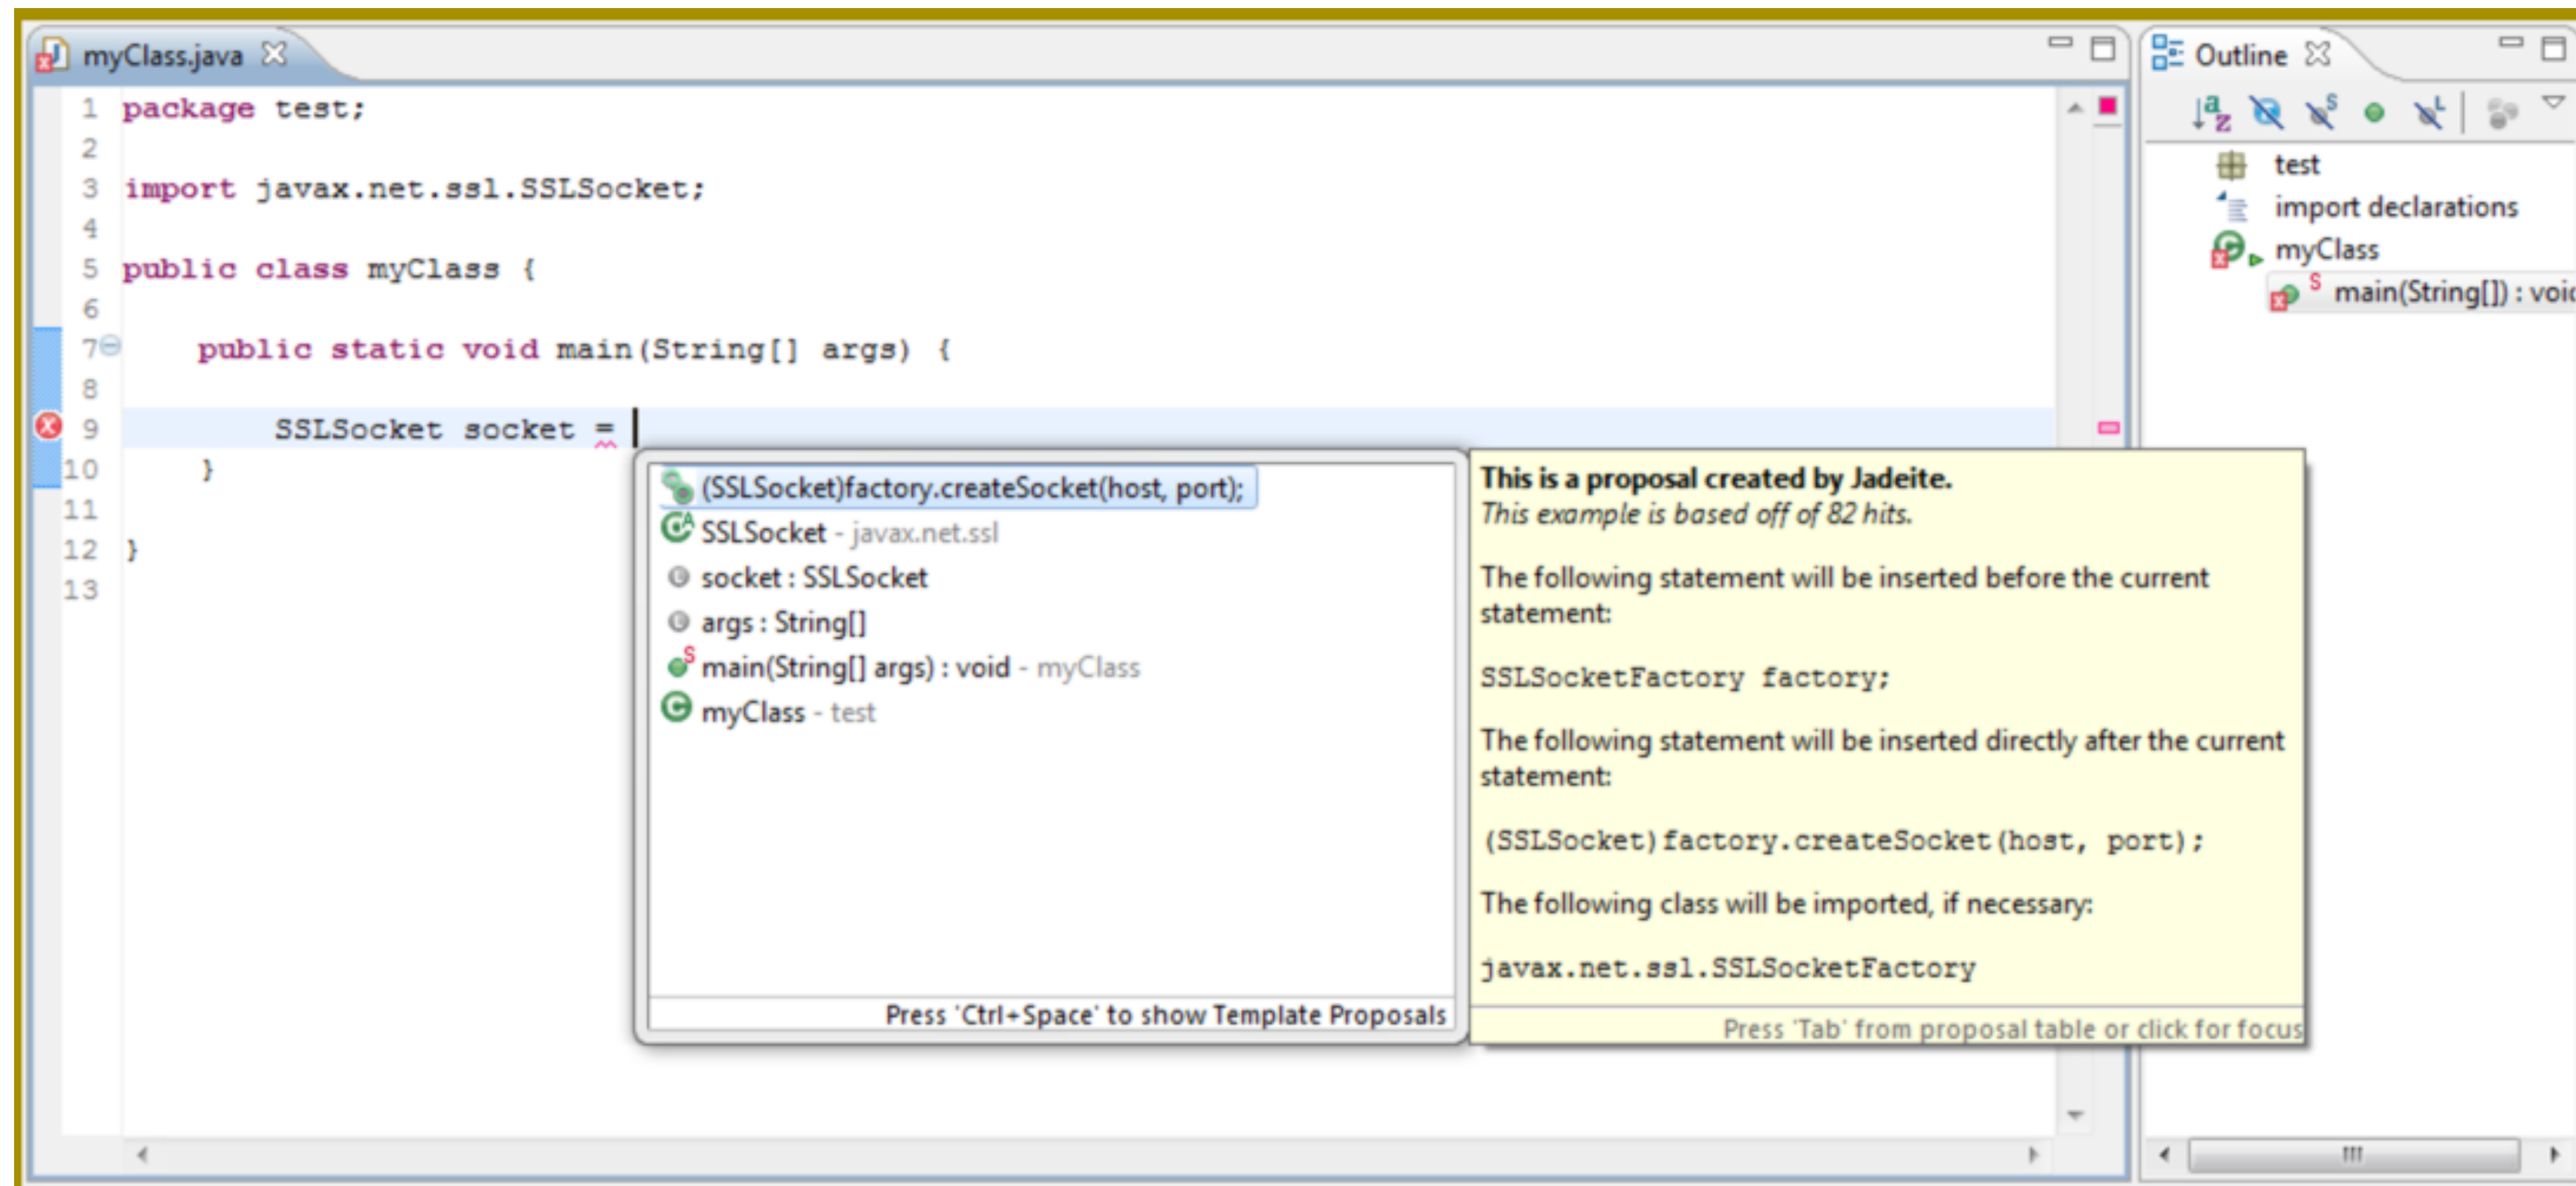 myClass.java
1 package test;
2
3 import javax.net.ssl.SSLSocket;
4
5 public class myClass {
6
7 public static void main(String[] args) {
8
9 SSLSocket socket =
10 }
11
12 }
13
(SSLSocket)factory.createSocket(host, port);
SSLSocket - javax.net.ssl
socket : SSLSocket
args : String[]
main(String[] args) : void - myClass
myClass - test
Press 'Ctrl+Space' to show Template Proposals
This is a proposal created by Jadeite.
This example is based off of 82 hits.
The following statement will be inserted before the current
statement:
SSLSocketFactory factory;
The following statement will be inserted directly after the current
statement:
(SSLSocket)factory.createSocket(host, port);
The following class will be imported, if necessary:
javax.net.ssl.SSLSocketFactory
Press 'Tab' from proposal table or click for focus
Outline
test
import declarations
myClass
main(String[]) : void